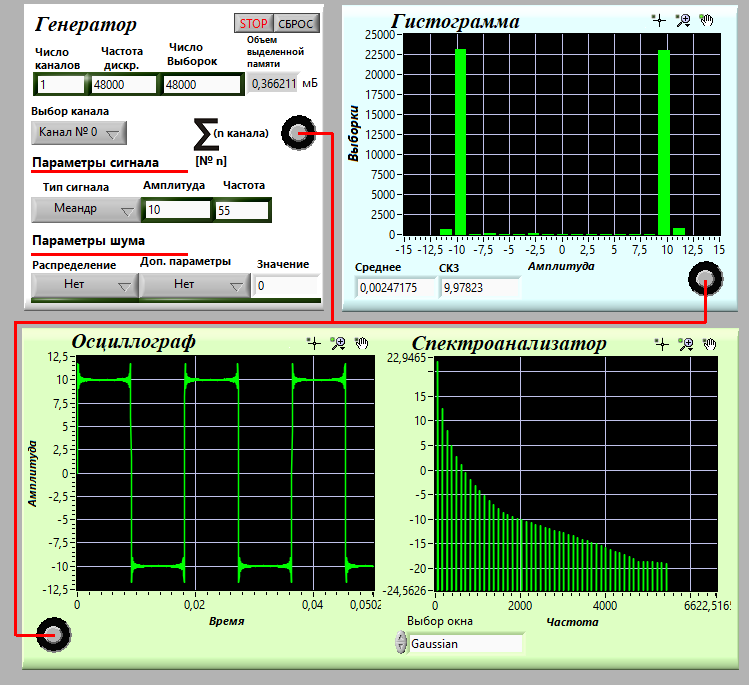 Генератор
STOP СБРОС
Число каналов
Частота дискр.
Число Выборок
Объем выделенной памяти
1
48000
48000
0,366211 мБ
Выбор канала
Канал № 0
Σ (n канала)
[№ n]
Параметры сигнала
Тип сигнала Амплитуда Частота
Меандр 10 55
Параметры шума
Распределение Доп. параметры Значение
Нет Нет 0
Гистограмма
Выборки
25000
22500
20000
17500
15000
12500
10000
7500
5000
2500
0
-15 -12,5 -10 -7,5 -5 -2,5 0 2,5 5 7,5 10 12,5 15
Амплитуда
Среднее СКЗ
0,00247175 9,97823
Осциллограф
Амплитуда
12,5
10
7,5
5
2,5
0
-2,5
-5
-7,5
-10
-12,5
0 0,02 0,04 0,0502
Время
Спектроанализатор
22,9465
15
10
5
0
-5
-10
-15
-20
-24,5626
0 2000 4000 6622,5165
Частота
Выбор окна
Gaussian